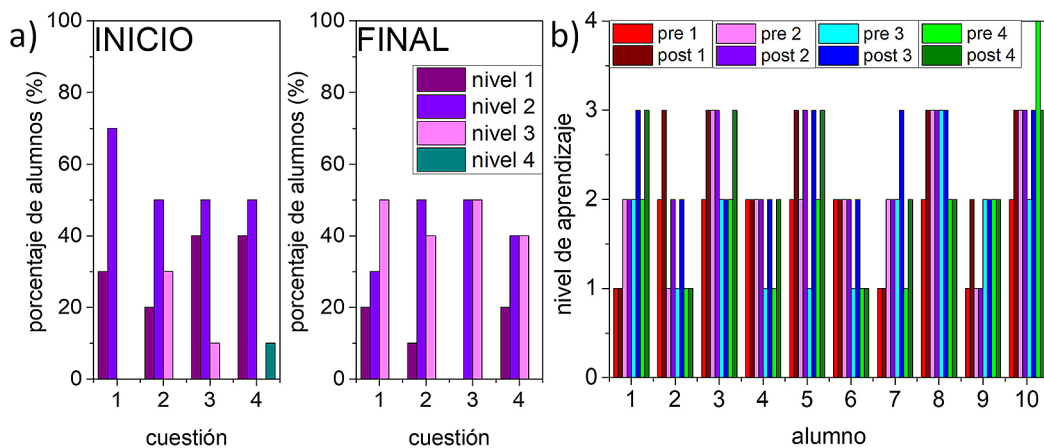 a)
INICIO
porcentaje de alumnos (%)
100
80
60
40
20
0
1 2 3 4
cuestión
FINAL
porcentaje de alumnos (%)
100
80
60
40
20
0
nivel 1
nivel 2
nivel 3
nivel 4
1 2 3 4
cuestión
b)
nivel de aprendizaje
4
3
2
1
0
pre 1 pre 2 pre 3 pre 4
post 1 post 2 post 3 post 4
1 2 3 4 5 6 7 8 9 10
alumno